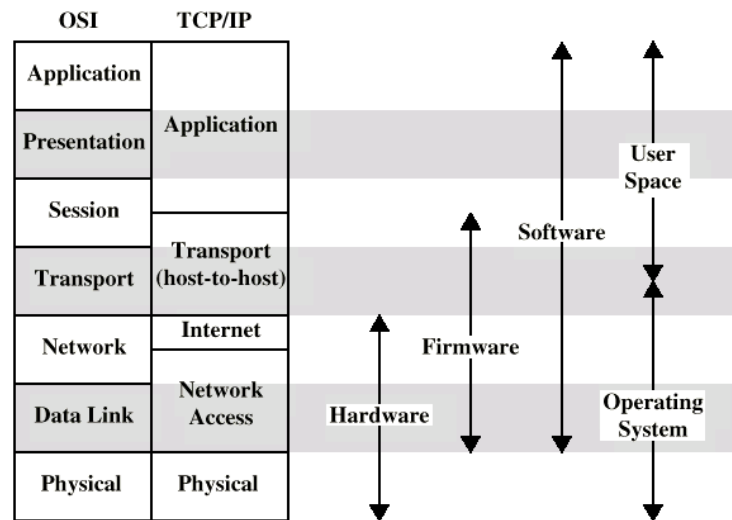 OSI TCP/IP
Application
Presentation
Session
Transport
Network
Data Link
Physical
Application
Transport
(host-to-host)
Internet
Network
Access
Physical
Hardware
Firmware
Software
User
Space
Operating
System